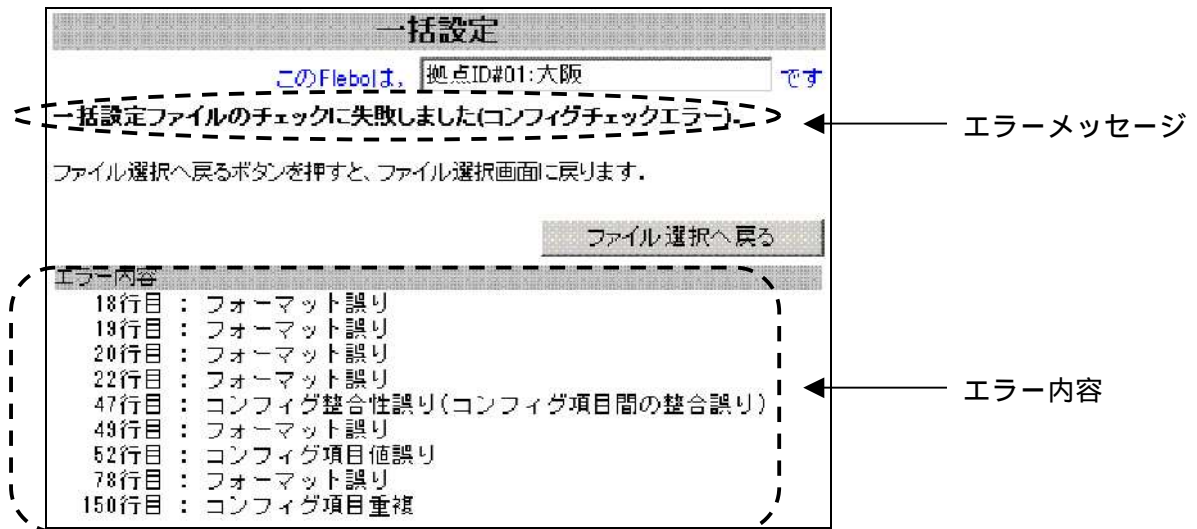 一括設定
このFlebolは, 拠点ID#01:大阪 です
一括設定ファイルのチェックに失敗しました(コンフィグチェックエラー).
エラーメッセージ
ファイル選択へ戻るボタンを押すと、ファイル選択画面に戻ります.
ファイル選択へ戻る
エラー内容
18行目 : フォーマット誤り
19行目 : フォーマット誤り
20行目 : フォーマット誤り
22行目 : フォーマット誤り
エラー内容
47行目 : コンフィグ整合性誤り(コンフィグ項目間の整合誤り)
49行目 : フォーマット誤り
52行目 : コンフィグ項目値誤り
78行目 : フォーマット誤り
150行目 : コンフィグ項目重複